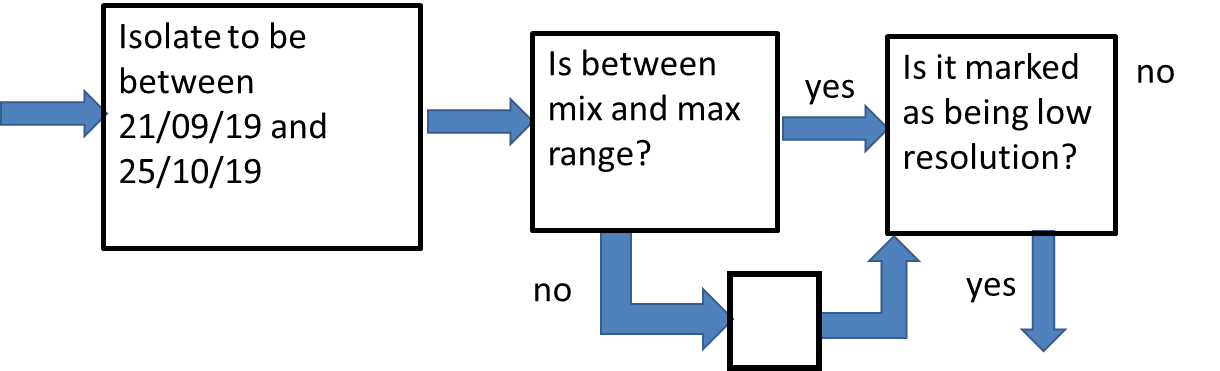 Isolate to be
between
21/09/19 and
25/10/19
Is between
mix and max
range?
yes
no
Is it marked
as being low
resolution?
no
yes